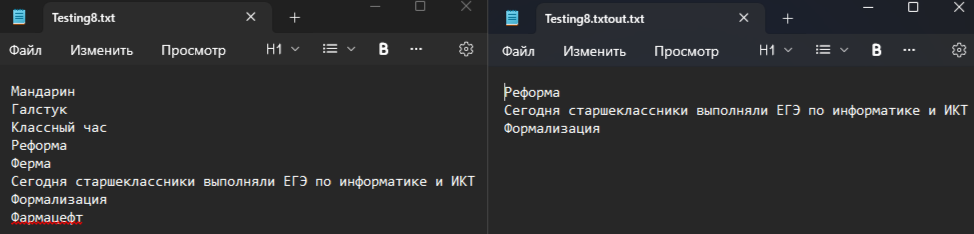 Testing8.txt
Файл Изменить Просмотр H1 B ...
Мандарин
Галстук
Классный час
Реформа
Ферма
Сегодня старшеклассники выполняли ЕГЭ по информатике и ИКТ
Формализация
Фармацефт
Testing8.txtout.txt
Файл Изменить Просмотр H1 B ...
Реформа
Сегодня старшеклассники выполняли ЕГЭ по информатике и ИКТ
Формализация